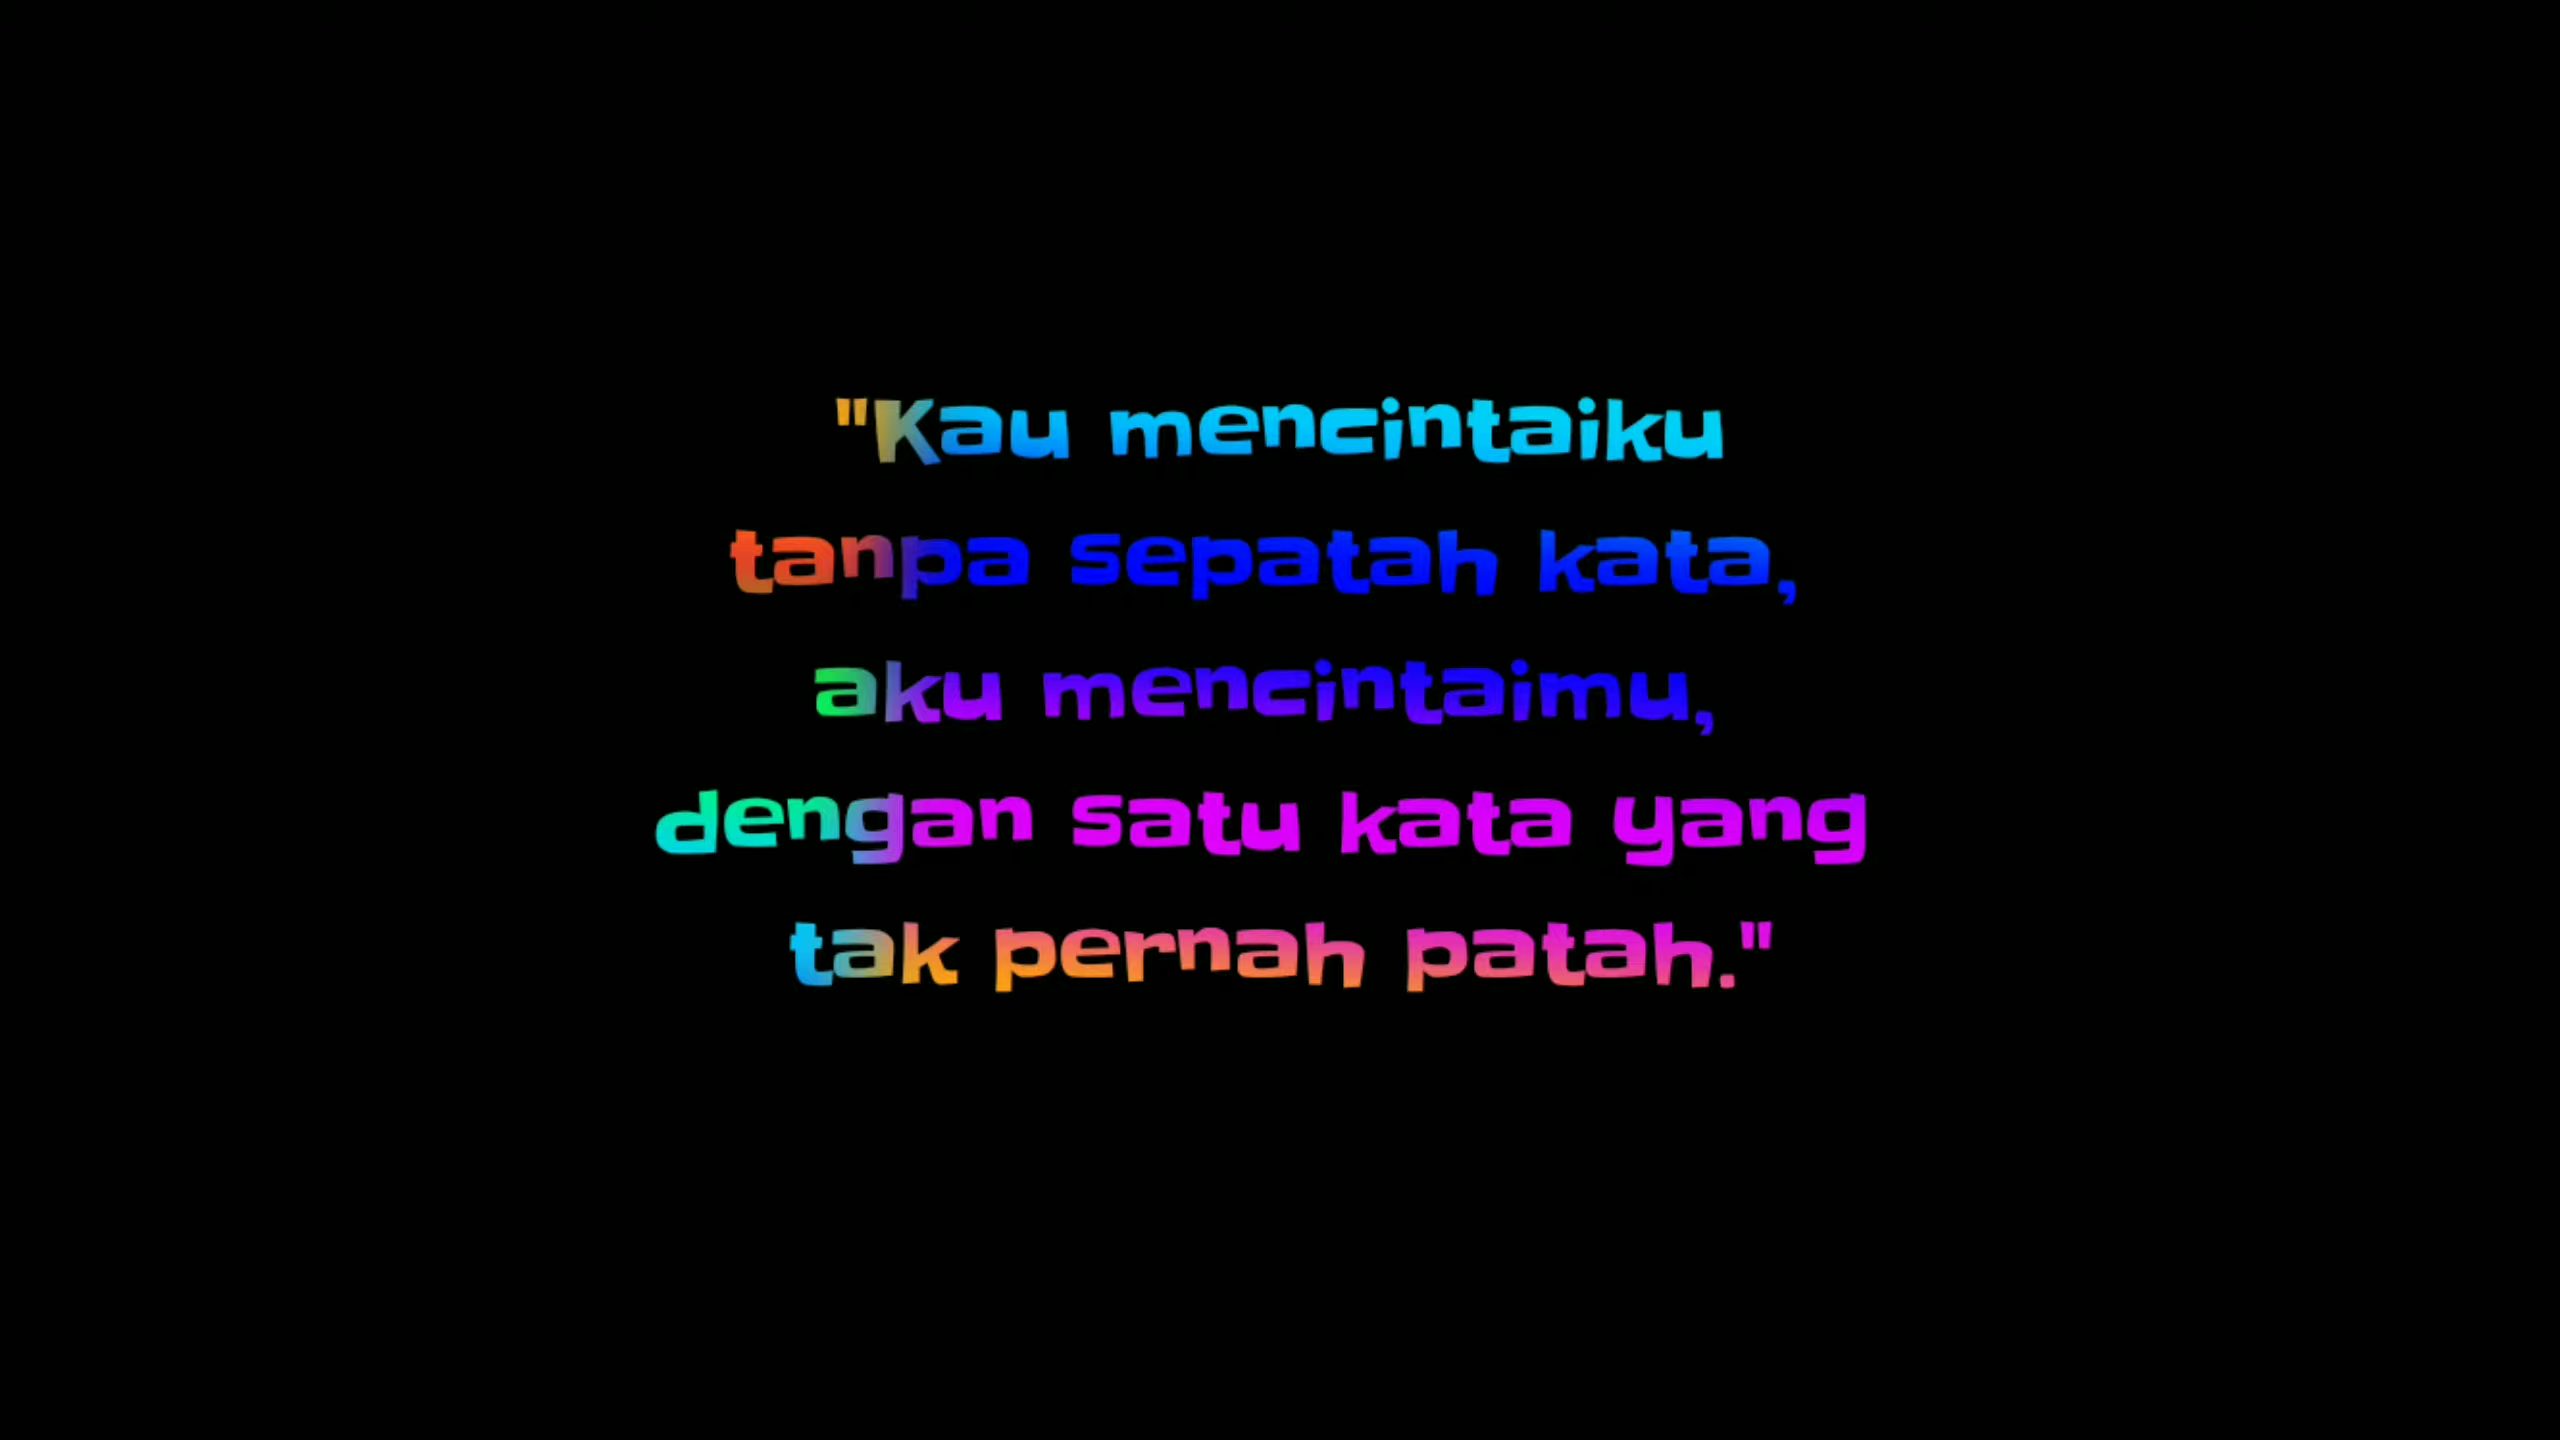 "Kau mencintaiku
tanpa sepatah kata,
aku mencintaimu,
dengan satu kata yang
tak pernah patah."